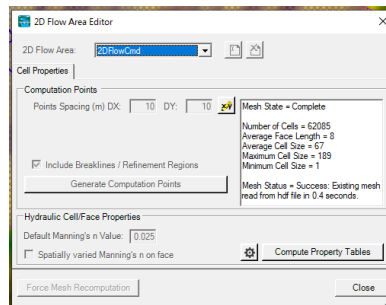 2D Flow Area Editor
2D Flow Area: 2DFlowCmd
Cell Properties
Computation Points
Points Spacing (m) DX: 10 DY: 10
Mesh State = Complete
Number of Cells = 62085
Average Face Length = 8
Average Cell Size = 67
Maximum Cell Size = 189
Minimum Cell Size = 1
Mesh Status = Success: Existing mesh
read from hdf file in 0.4 seconds.
Include Breaklines / Refinement Regions
Generate Computation Points
Hydraulic Cell/Face Properties
Default Manning's n Value: 0.025
Spatially varied Manning's n on face
Compute Property Tables
Force Mesh Recomputation
Close